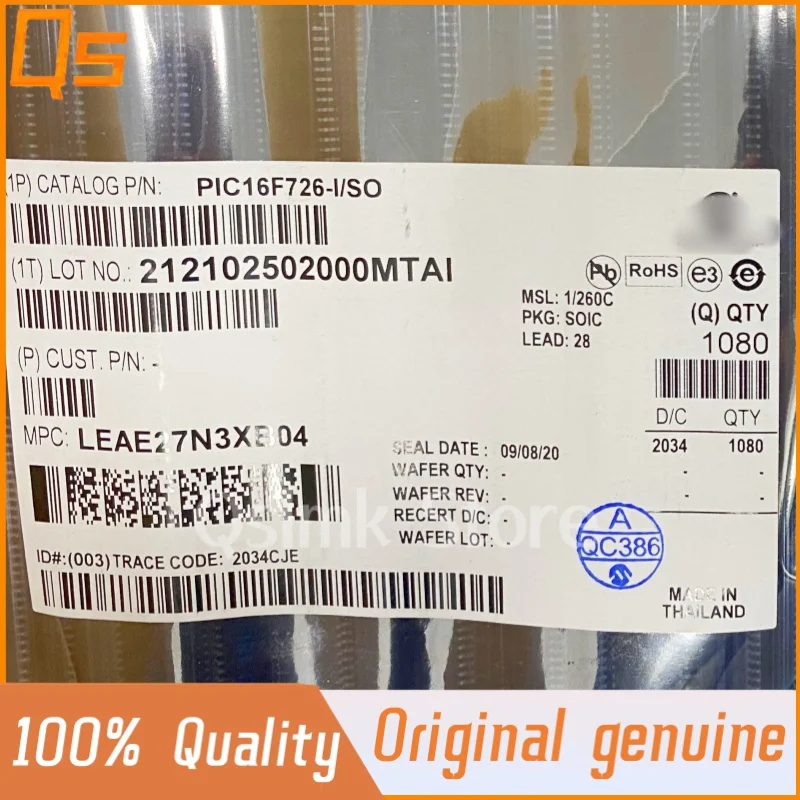 Qs
(1P) CATALOG P/N: PIC16F726-I/SO
(1T) LOT NO.: 212102502000MTAI
Pb RoHS e3 e
MSL: 1/260C
PKG: SOIC
LEAD: 28
(Q) QTY
1080
(P) CUST. P/N: -
D/C QTY
2034 1080
- -
- -
MPC: LEAE27N3XB04
SEAL DATE : 09/08/20
WAFER QTY: -
WAFER REV: -
RECERT D/C: -
WAFER LOT: -
Qsimk Store
A
QC386
ID#:(003) TRACE CODE: 2034CJE
MADE IN
THAILAND
100% Quality
Original genuine